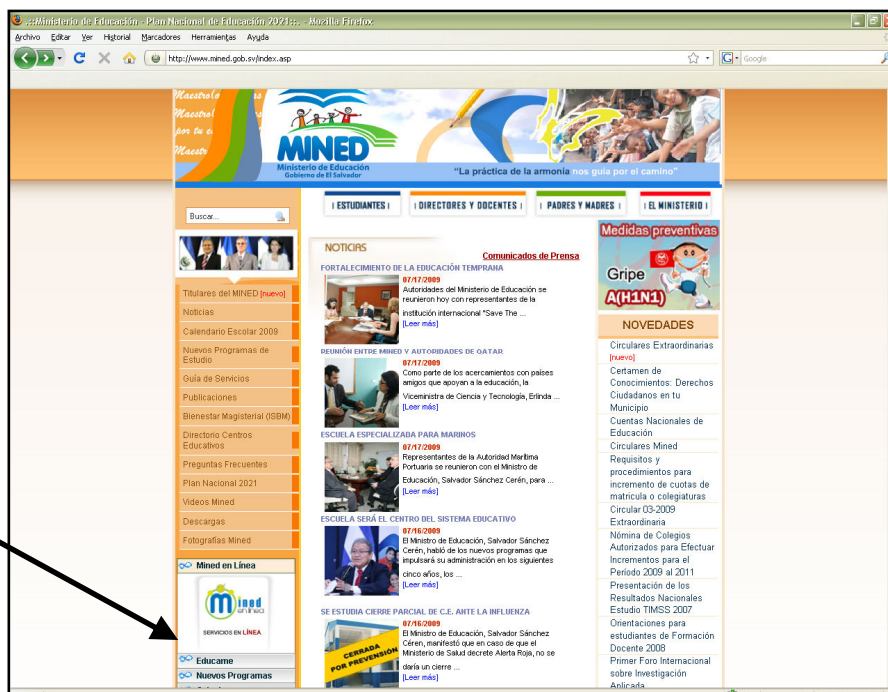 .::Ministerio de Educación - Plan Nacional de Educación 2021::. - Mozilla Firefox
Archivo Editar Ver Historial Marcadores Herramientas Ayuda
http://www.mined.gob.sv/index.asp
Google
por tu
MINED
Ministerio de Educación
Gobierno de El Salvador
"La práctica de la armonía nos guía por el camino"
| ESTUDIANTES |
| DIRECTORES Y DOCENTES |
| PADRES Y MADRES |
| EL MINISTERIO |
Buscar...
Titulares del MINED [nuevo]
Noticias
Calendario Escolar 2009
Nuevos Programas de
Estudio
Guía de Servicios
Publicaciones
Bienestar Magisterial (ISBM)
Directorio Centros
Educativos
Preguntas Frecuentes
Plan Nacional 2021
Videos Mined
Descargas
Fotografías Mined
Mined en Línea
Mined
en línea
SERVICIOS EN LÍNEA
Educame
Nuevos Programas
NOTICIAS
Comunicados de Prensa
FORTALECIMIENTO DE LA EDUCACIÓN TEMPRANA
07/17/2009
Autoridades del Ministerio de Educación se
reunieron hoy con representantes de la
institución internacional "Save The ...
[Leer más]
REUNIÓN ENTRE MINED Y AUTORIDADES DE QATAR
07/17/2009
Como parte de los acercamientos con países
amigos que apoyan a la educación, la
Viceministra de Ciencia y Tecnología, Erlinda ...
[Leer más]
ESCUELA ESPECIALIZADA PARA MARINOS
07/17/2009
Representantes de la Autoridad Marítima
Portuaria se reunieron con el Ministro de
Educación, Salvador Sánchez Cerén, para ...
[Leer más]
ESCUELA SERÁ EL CENTRO DEL SISTEMA EDUCATIVO
07/16/2009
El Ministro de Educación, Salvador Sánchez
Cerén, habló de los nuevos programas que
impulsará su administración en los siguientes
cinco años, los ...
[Leer más]
SE ESTUDIA CIERRE PARCIAL DE C.E. ANTE LA INFLUENZA
CERRADA
POR PREVENSIÓN
07/16/2009
El Ministro de Educación, Salvador Sánchez
Céren, manifestó que en caso de que el
Ministerio de Salud decrete Alerta Roja, no se
daría un cierre ...
[Leer más]
Medidas preventivas
Gripe
A(H1N1)
NOVEDADES
Circulares Extraordinarias
[nuevo]
Certamen de
Conocimientos: Derechos
Ciudadanos en tu
Municipio
Cuentas Nacionales de
Educación
Circulares Mined
Requisitos y
procedimientos para
incremento de cuotas de
matricula o colegiaturas
Circular 03-2009
Extraordinaria
Nómina de Colegios
Autorizados para Efectuar
Incrementos para el
Período 2009 al 2011
Presentación de los
Resultados Nacionales
Estudio TIMSS 2007
Orientaciones para
estudiantes de Formación
Docente 2008
Primer Foro Internacional
sobre Investigación
Aplicada